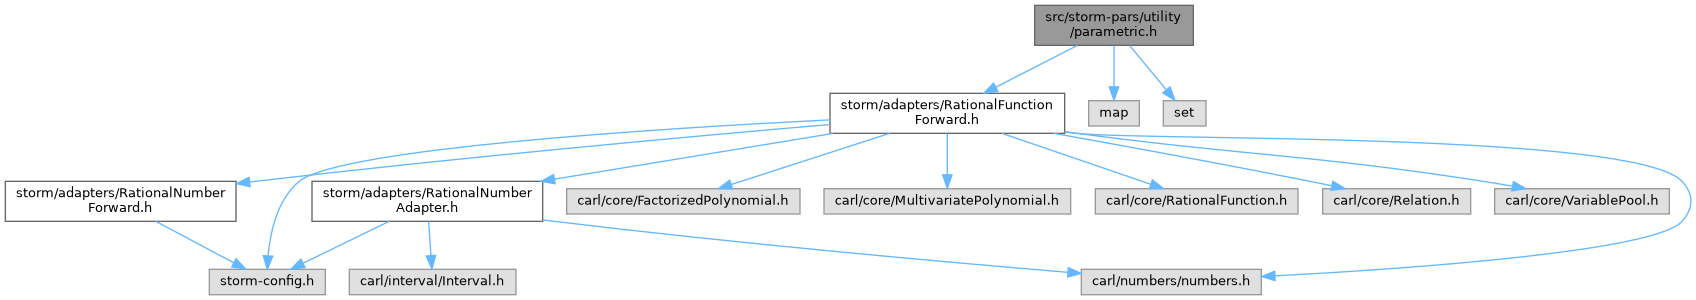 src/storm-pars/utility
/parametric.h
storm/adapters/RationalFunction
Forward.h
map
set
storm/adapters/RationalNumber
Forward.h
storm/adapters/RationalNumber
Adapter.h
carl/core/FactorizedPolynomial.h
carl/core/MultivariatePolynomial.h
carl/core/RationalFunction.h
carl/core/Relation.h
carl/core/VariablePool.h
storm-config.h
carl/interval/Interval.h
carl/numbers/numbers.h